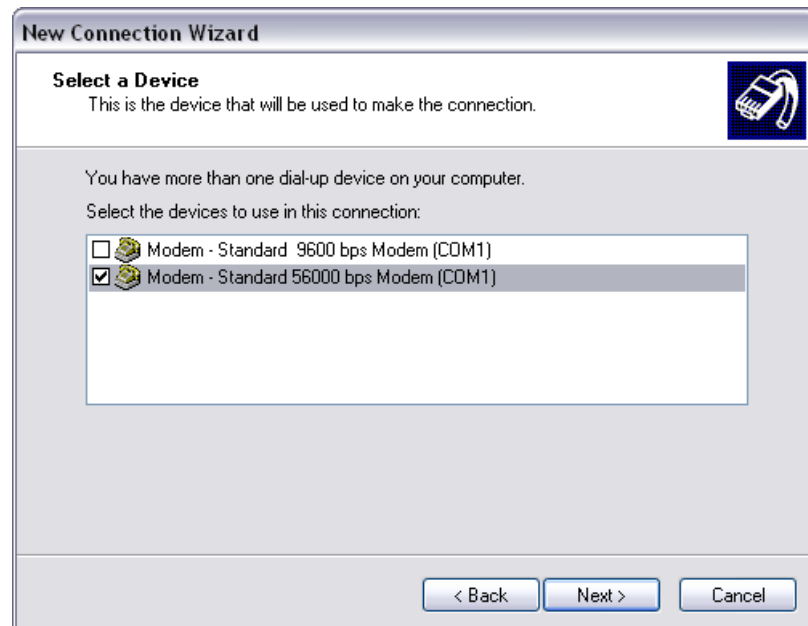 New Connection Wizard
Select a Device
This is the device that will be used to make the connection.
You have more than one dial-up device on your computer.
Select the devices to use in this connection:
Modem - Standard  9600 bps Modem (COM1)
Modem - Standard 56000 bps Modem (COM1)
< Back Next > Cancel